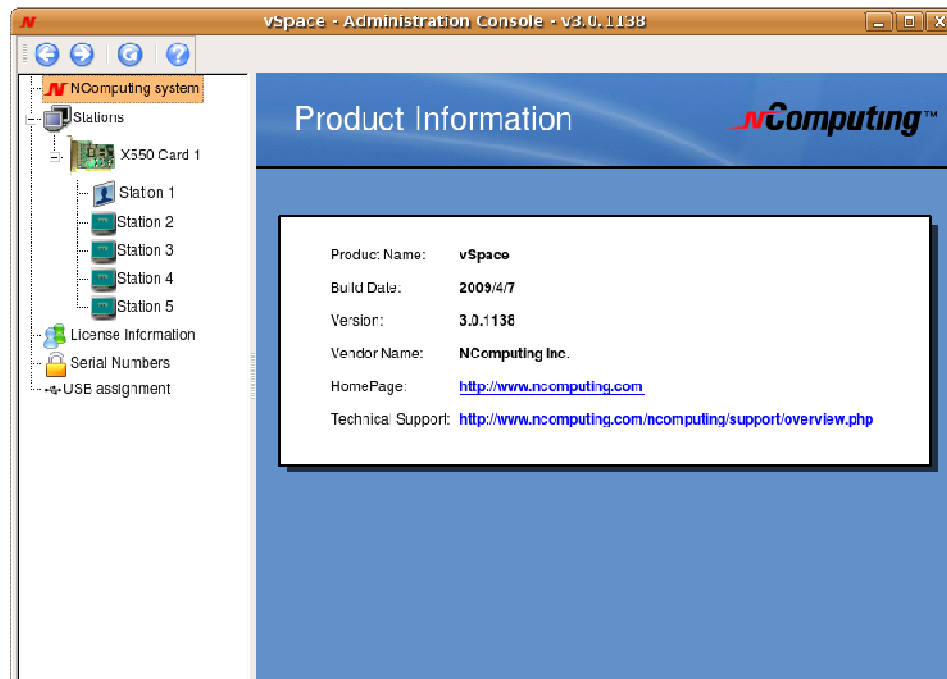 vSpace - Administration Console - v3.0.1138
NComputing system
Stations
X550 Card 1
Station 1
Station 2
Station 3
Station 4
Station 5
License Information
Serial Numbers
USB assignment
Product Information
NComputing™
Product Name: vSpace
Build Date: 2009/4/7
Version: 3.0.1138
Vendor Name: NComputing Inc.
HomePage: http://www.ncomputing.com
Technical Support: http://www.ncomputing.com/ncomputing/support/overview.php